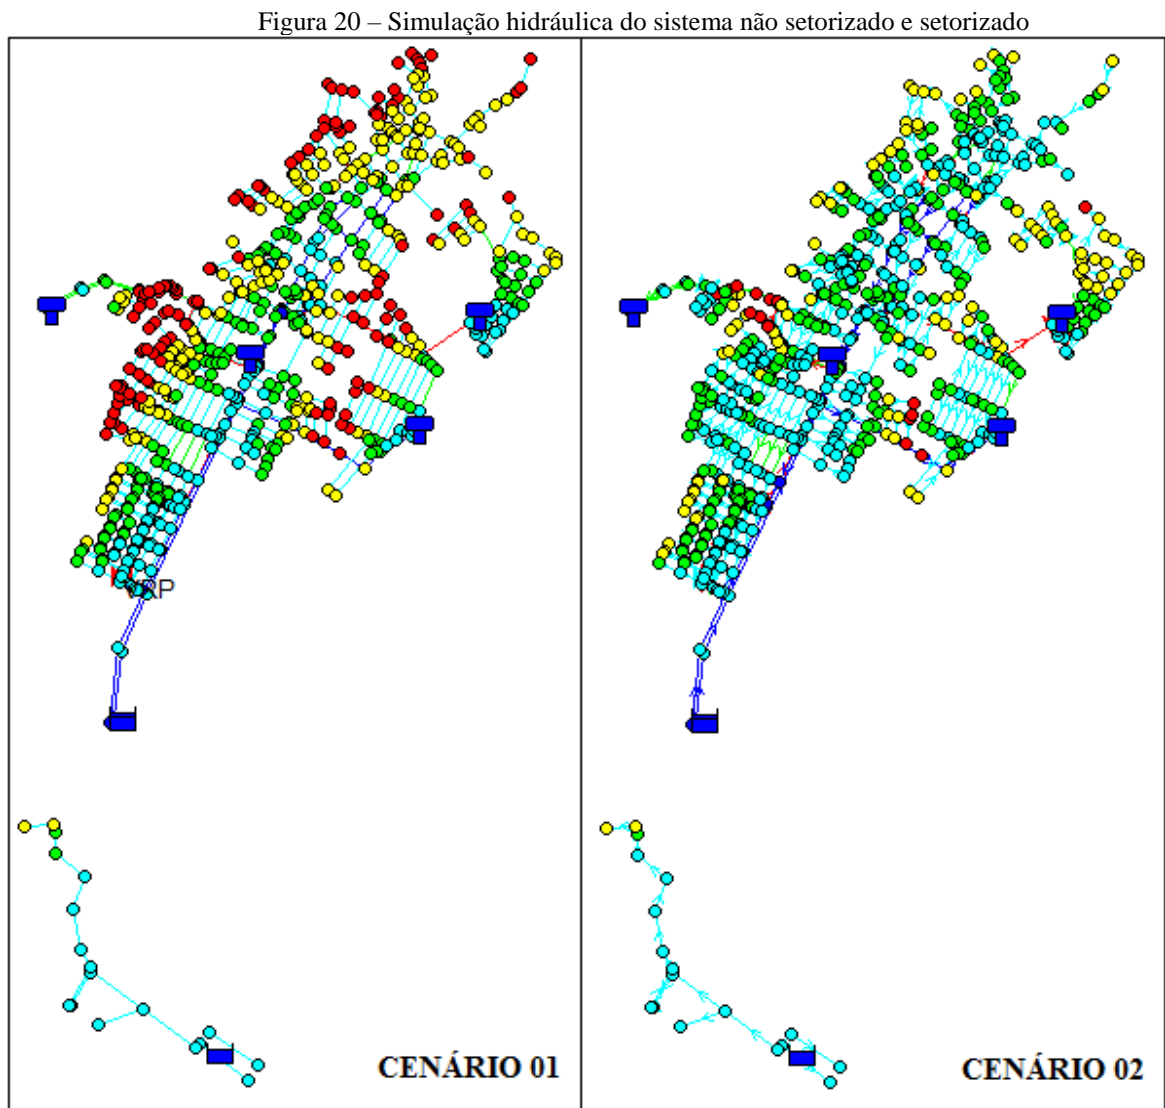 Figura 20 – Simulação hidráulica do sistema não setorizado e setorizado
VRP
CENÁRIO 01
CENÁRIO 02